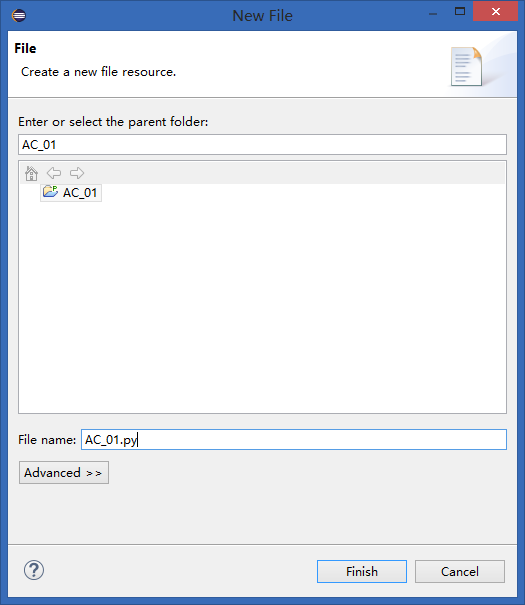 New File
File
Create a new file resource.
Enter or select the parent folder:
AC_01
AC_01
File name: AC_01.py
Advanced >>
Finish Cancel